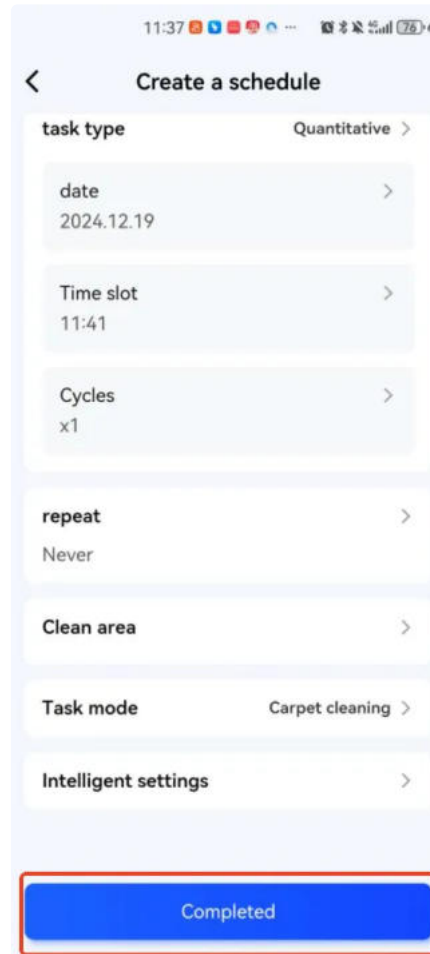 11:37 ... 76
Create a schedule
task type Quantitative >
date >
2024.12.19
Time slot >
11:41
Cycles >
x1
repeat >
Never
Clean area >
Task mode Carpet cleaning >
Intelligent settings >
Completed